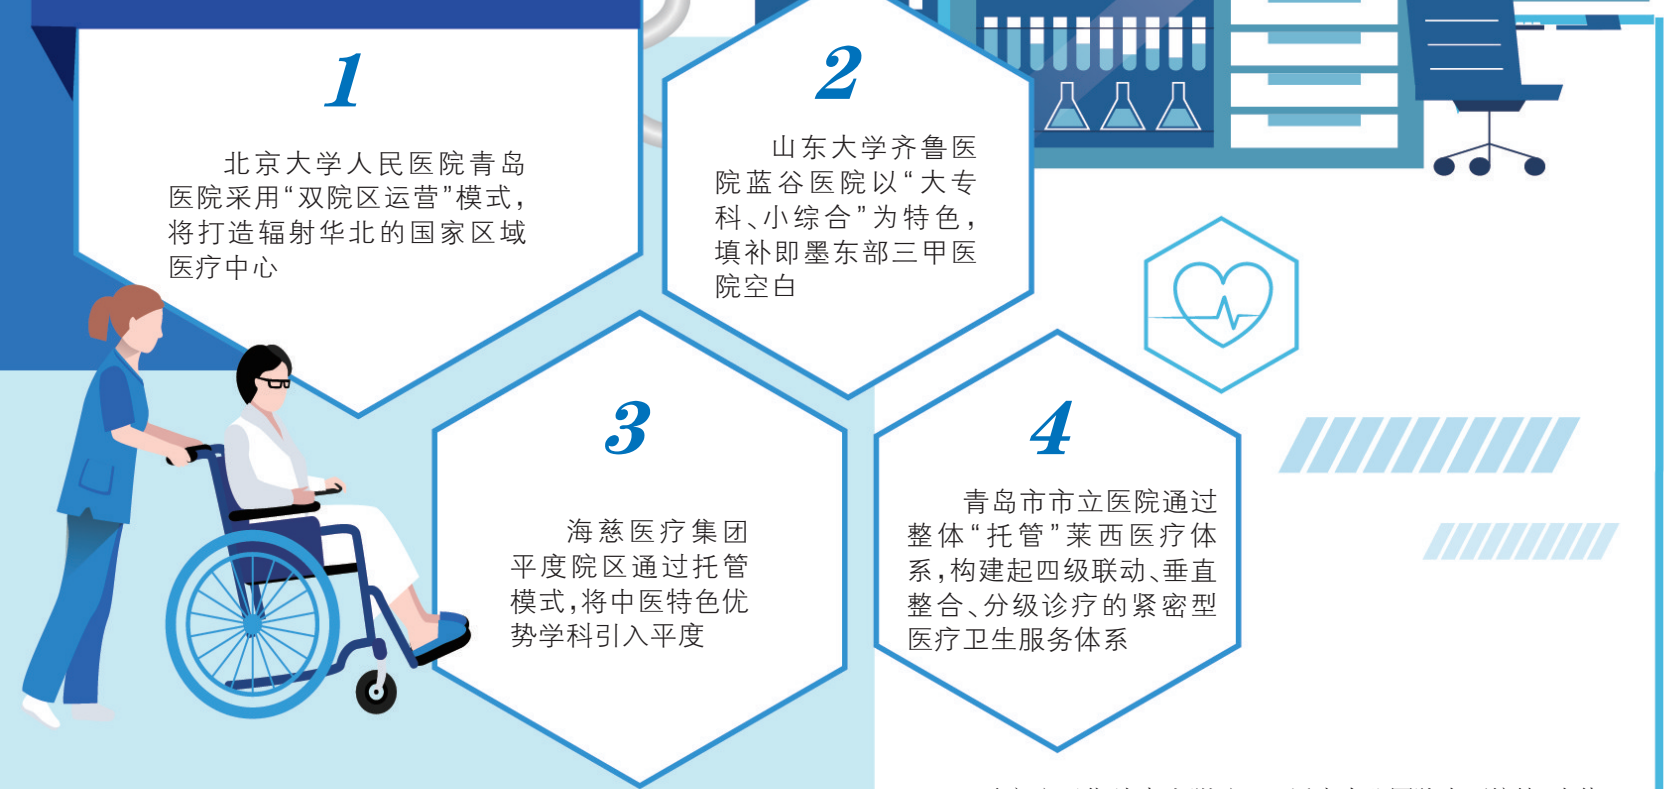 1
北京大学人民医院青岛
医院采用“双院区运营”模式，
将打造辐射华北的国家区域
医疗中心
2
山东大学齐鲁医
院蓝谷医院以“大专
科、小综合”为特色，
填补即墨东部三甲医
院空白
3
海慈医疗集团
平度院区通过托管
模式，将中医特色优
势学科引入平度
4
青岛市市立医院通过
整体“托管”莱西医疗体
系，构建起四级联动、垂直
整合、分级诊疗的紧密型
医疗卫生服务体系